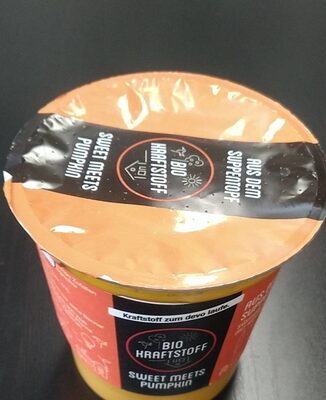 SWEET MEETS
PUMPKIN
BIO
KRAFTSTOFF
AUS DEM
SUPPENTOPF
Kraftstoff zum devo laufe.
BIO
KRAFTSTOFF
SWEET MEETS
PUMPKIN